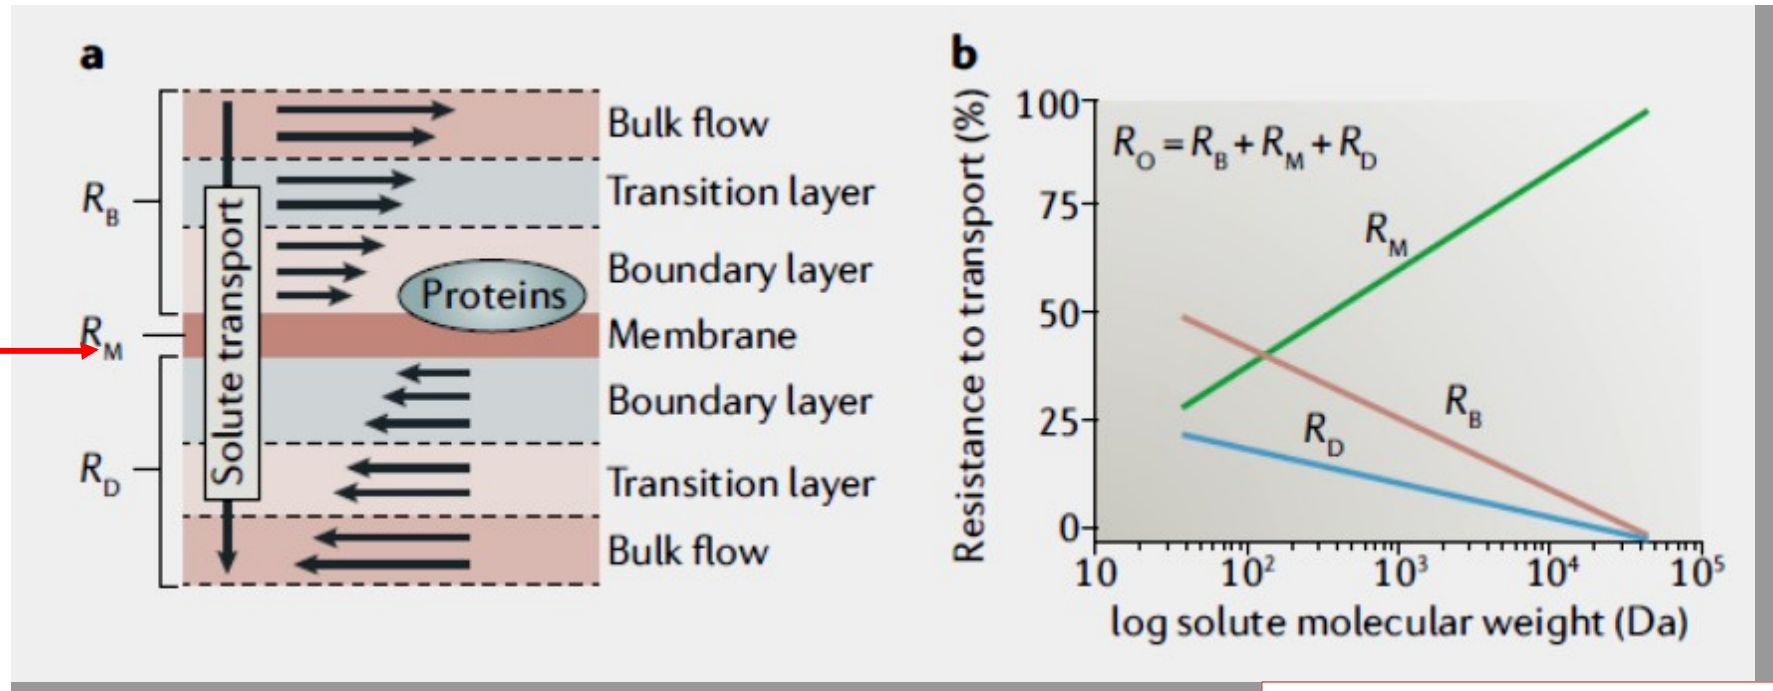 a
Bulk flow
Transition layer
Boundary layer
Proteins
Membrane
Boundary layer
Transition layer
Bulk flow
R_B
R_M
R_D
Solute transport
b
Resistance to transport (%)
100
75
50
25
0
R_O = R_B + R_M + R_D
R_M
R_B
R_D
10 10² 10³ 10⁴ 10⁵
log solute molecular weight (Da)